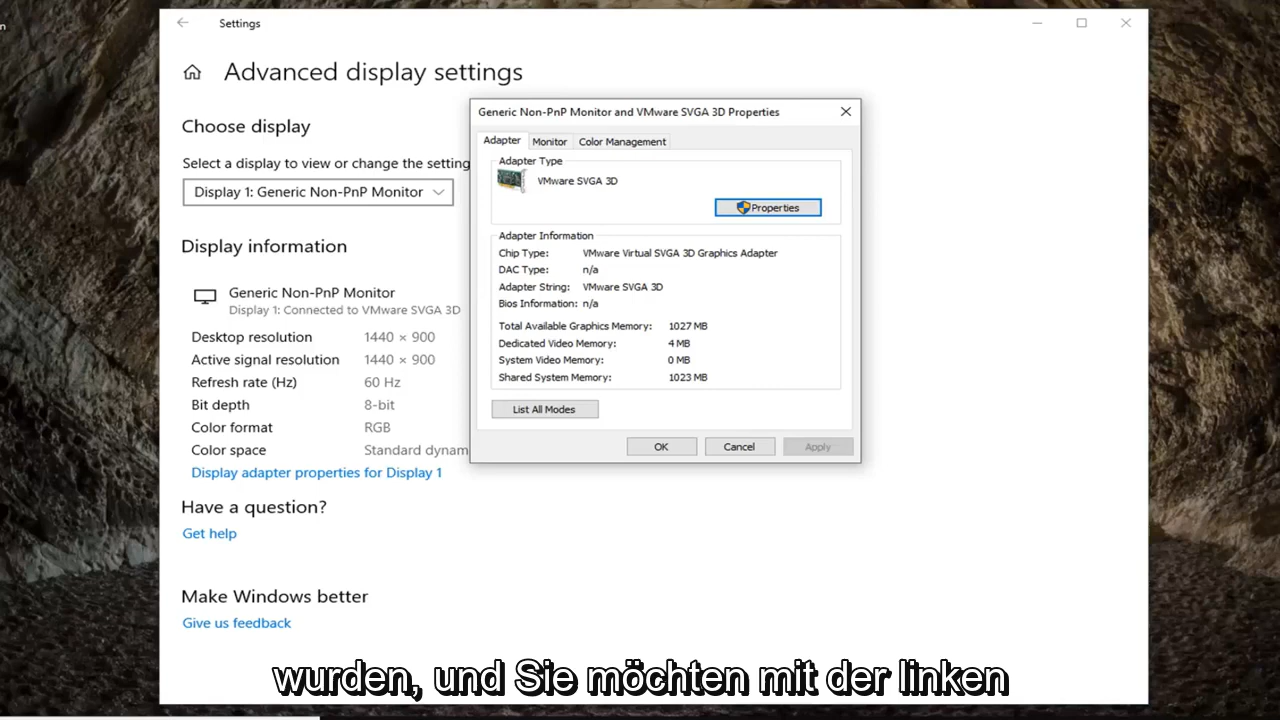 n
Settings
Advanced display settings
Choose display
Select a display to view or change the setting
Display 1: Generic Non-PnP Monitor
Display information
Generic Non-PnP Monitor
Display 1: Connected to VMware SVGA 3D
Desktop resolution 1440 × 900
Active signal resolution 1440 × 900
Refresh rate (Hz) 60 Hz
Bit depth 8-bit
Color format RGB
Color space Standard dynam
Display adapter properties for Display 1
Have a question?
Get help
Make Windows better
Give us feedback
Generic Non-PnP Monitor and VMware SVGA 3D Properties
Adapter Monitor Color Management
Adapter Type
VMware SVGA 3D
Properties
Adapter Information
Chip Type: VMware Virtual SVGA 3D Graphics Adapter
DAC Type: n/a
Adapter String: VMware SVGA 3D
Bios Information: n/a
Total Available Graphics Memory: 1027 MB
Dedicated Video Memory: 4 MB
System Video Memory: 0 MB
Shared System Memory: 1023 MB
List All Modes
OK Cancel Apply
wurden, und Sie möchten mit der linken